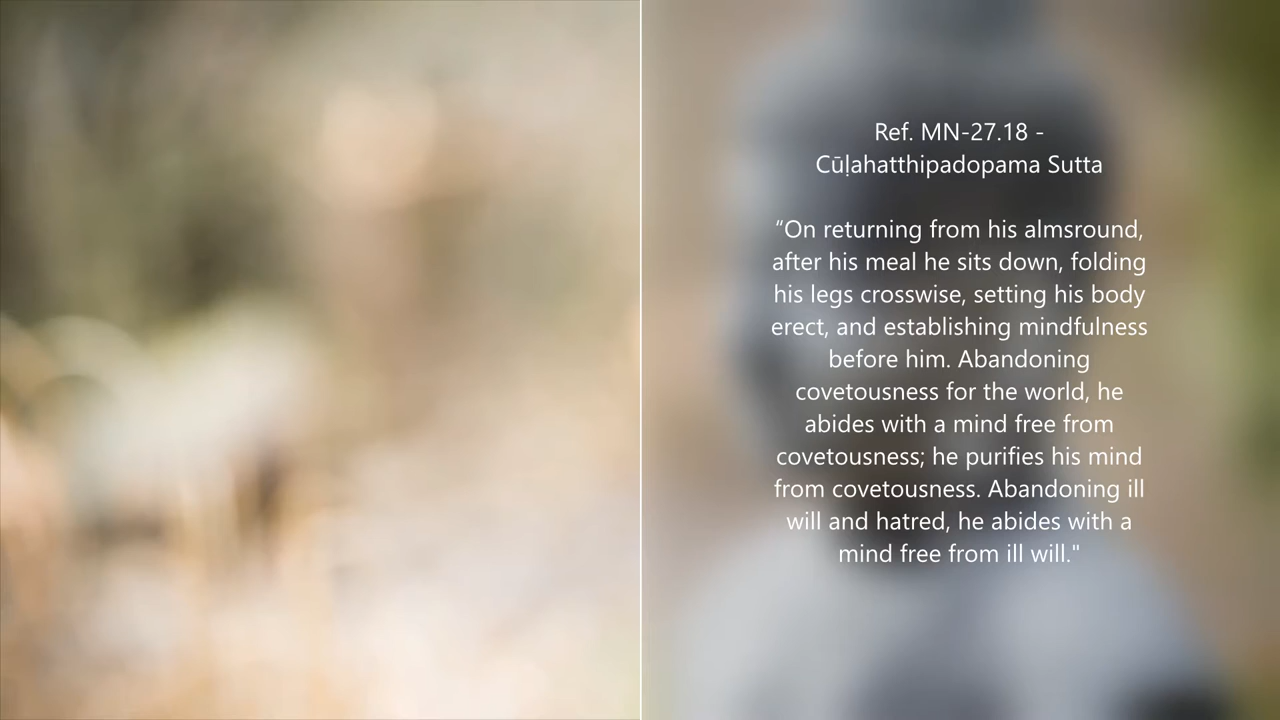 Ref. MN-27.18 -
Cūḷahatthipadopama Sutta
“On returning from his almsround,
after his meal he sits down, folding
his legs crosswise, setting his body
erect, and establishing mindfulness
before him. Abandoning
covetousness for the world, he
abides with a mind free from
covetousness; he purifies his mind
from covetousness. Abandoning ill
will and hatred, he abides with a
mind free from ill will."